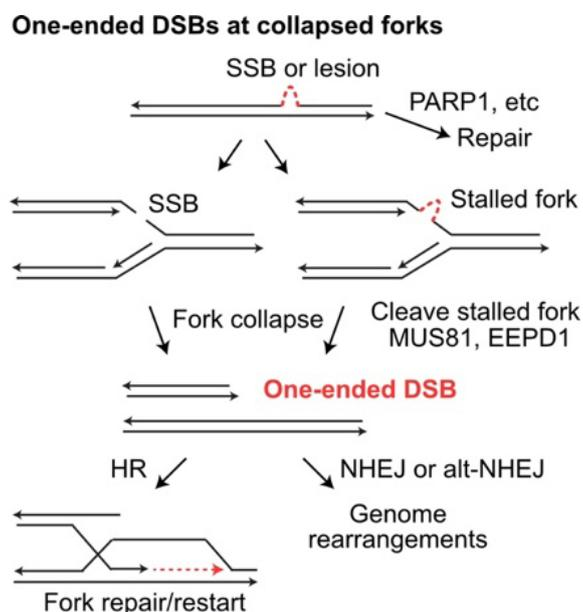 One-ended DSBs at collapsed forks
SSB or lesion
PARP1, etc
Repair
SSB
Stalled fork
Fork collapse
Cleave stalled fork
MUS81, EEPD1
One-ended DSB
HR
NHEJ or alt-NHEJ
Genome
rearrangements
Fork repair/restart